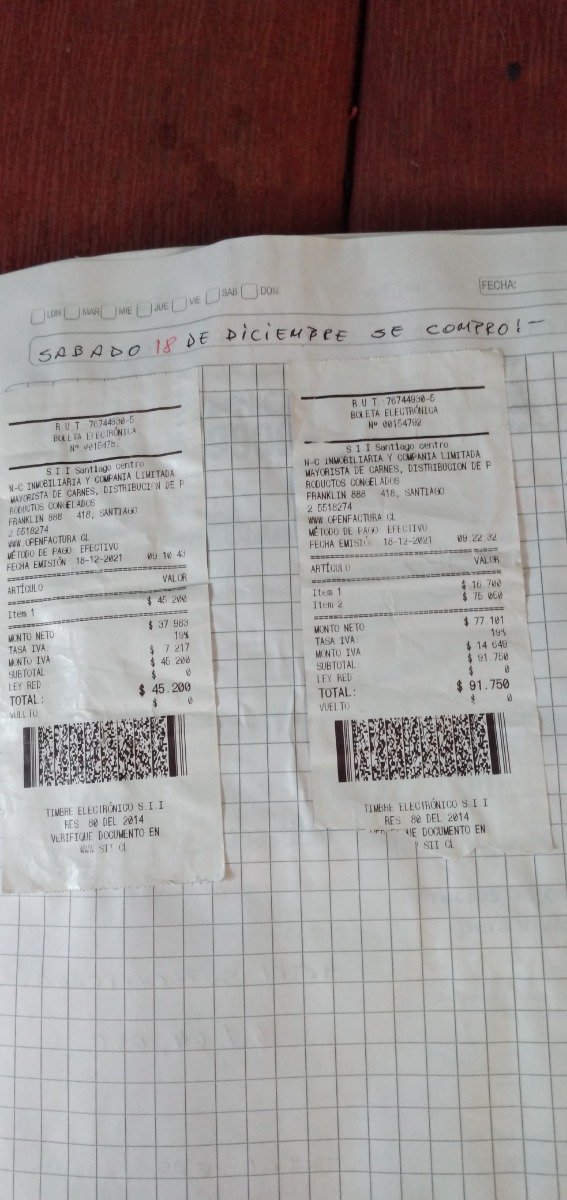 LUN MAR MIE JUE VIE SAB DOM
FECHA:
SABADO 18 DE DICIEMBRE SE COMPRO!-
R.U.T. 76744930-5
BOLETA ELECTRÓNICA
S.I.I Santiago centro
N-C INMOBILIARIA Y COMPANIA LIMITADA
MAYORISTA DE CARNES, DISTRIBUCION DE P
RODUCTOS CONGELADOS
FRANKLIN 888 418, SANTIAGO
2 5518274
WWW.OPENFACTURA.CL
MÉTODO DE PAGO EFECTIVO
FECHA EMISIÓN 18-12-2021 09:10:43
ARTÍCULO VALOR
Item 1 $ 45.200
MONTO NETO $ 37.983
TASA IVA: 19%
MONTO IVA $ 7.217
SUBTOTAL $ 45.200
LEY RED $ 0
TOTAL: $ 45.200
VUELTO $ 0
TIMBRE ELECTRÓNICO S.I.I
RES. 80 DEL 2014
VERIFIQUE DOCUMENTO EN
WWW.SII.CL
R.U.T. 76744930-5
BOLETA ELECTRÓNICA
Nº 00154792
S.I.I Santiago centro
N-C INMOBILIARIA Y COMPANIA LIMITADA
MAYORISTA DE CARNES, DISTRIBUCION DE P
RODUCTOS CONGELADOS
FRANKLIN 888 418, SANTIAGO
2 5518274
WWW.OPENFACTURA.CL
MÉTODO DE PAGO EFECTIVO
FECHA EMISIÓN 18-12-2021 09:22:32
ARTÍCULO VALOR
Item 1 $ 16.700
Item 2 $ 75.050
MONTO NETO $ 77.101
TASA IVA 19%
MONTO IVA $ 14.649
SUBTOTAL $ 91.750
LEY RED $ 0
TOTAL: $ 91.750
VUELTO $ 0
TIMBRE ELECTRÓNICO S.I.I
RES. 80 DEL 2014
VERIFIQUE DOCUMENTO EN
SII.CL